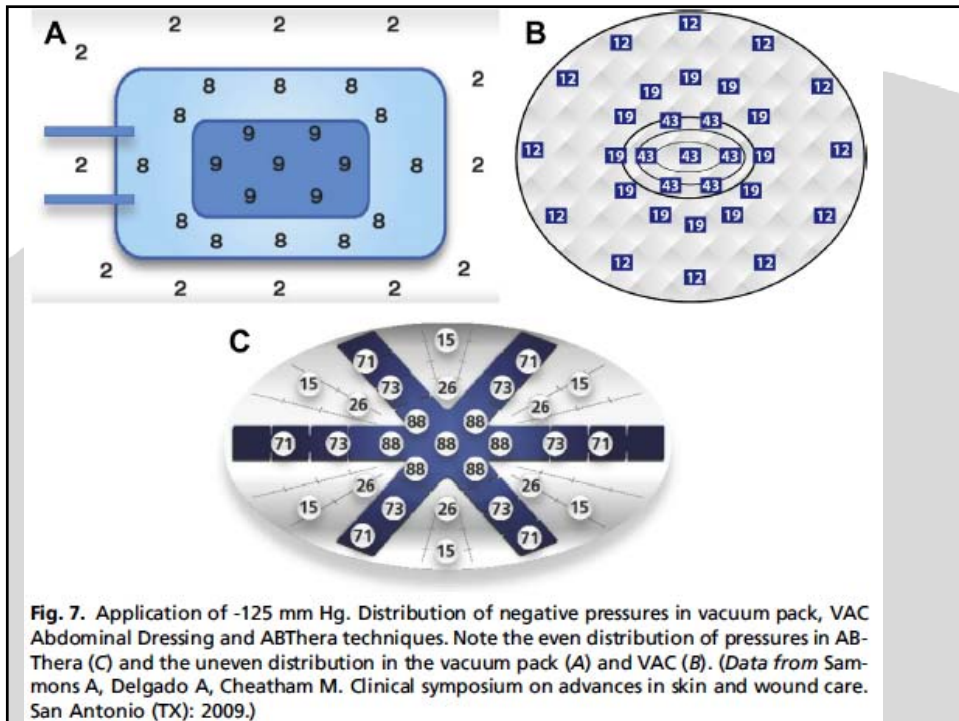 A
2 2 2
2
2
8 8 8
8 8
9 9
2 8 9 9 9 8 2
9 9
8 8
8 8 8
2 2
2 2 2
B
12
12 12
12 19 12
19 19
19 43 43 19
12 19 43 43 43 19 12
19 43 43 19
12 19 19 12
19
12 12
12
C
15
71 71
15 73 26 73 15
26 26
88 88
71 73 88 88 88 73 71
88 88
26 26
15 73 26 73 15
71 71
15
Fig. 7. Application of -125 mm Hg. Distribution of negative pressures in vacuum pack, VAC
Abdominal Dressing and ABThera techniques. Note the even distribution of pressures in AB-
Thera (C) and the uneven distribution in the vacuum pack (A) and VAC (B). (Data from Sam-
mons A, Delgado A, Cheatham M. Clinical symposium on advances in skin and wound care.
San Antonio (TX): 2009.)